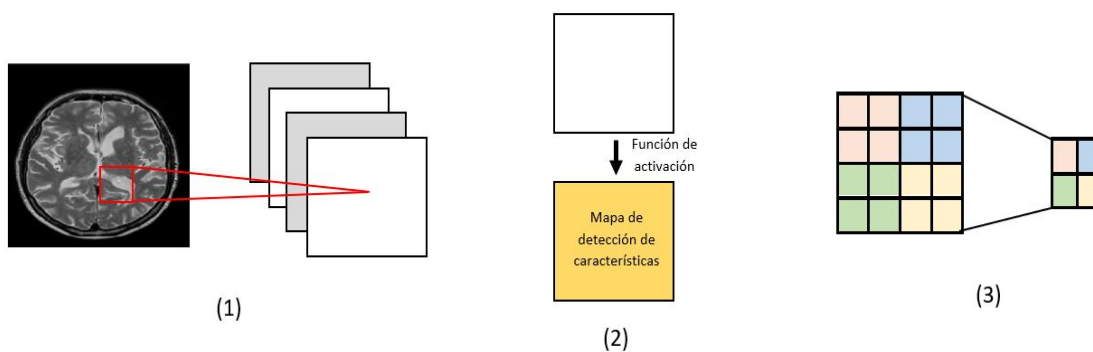 Función de
activación
Mapa de
detección de
características
(1)
(2)
(3)